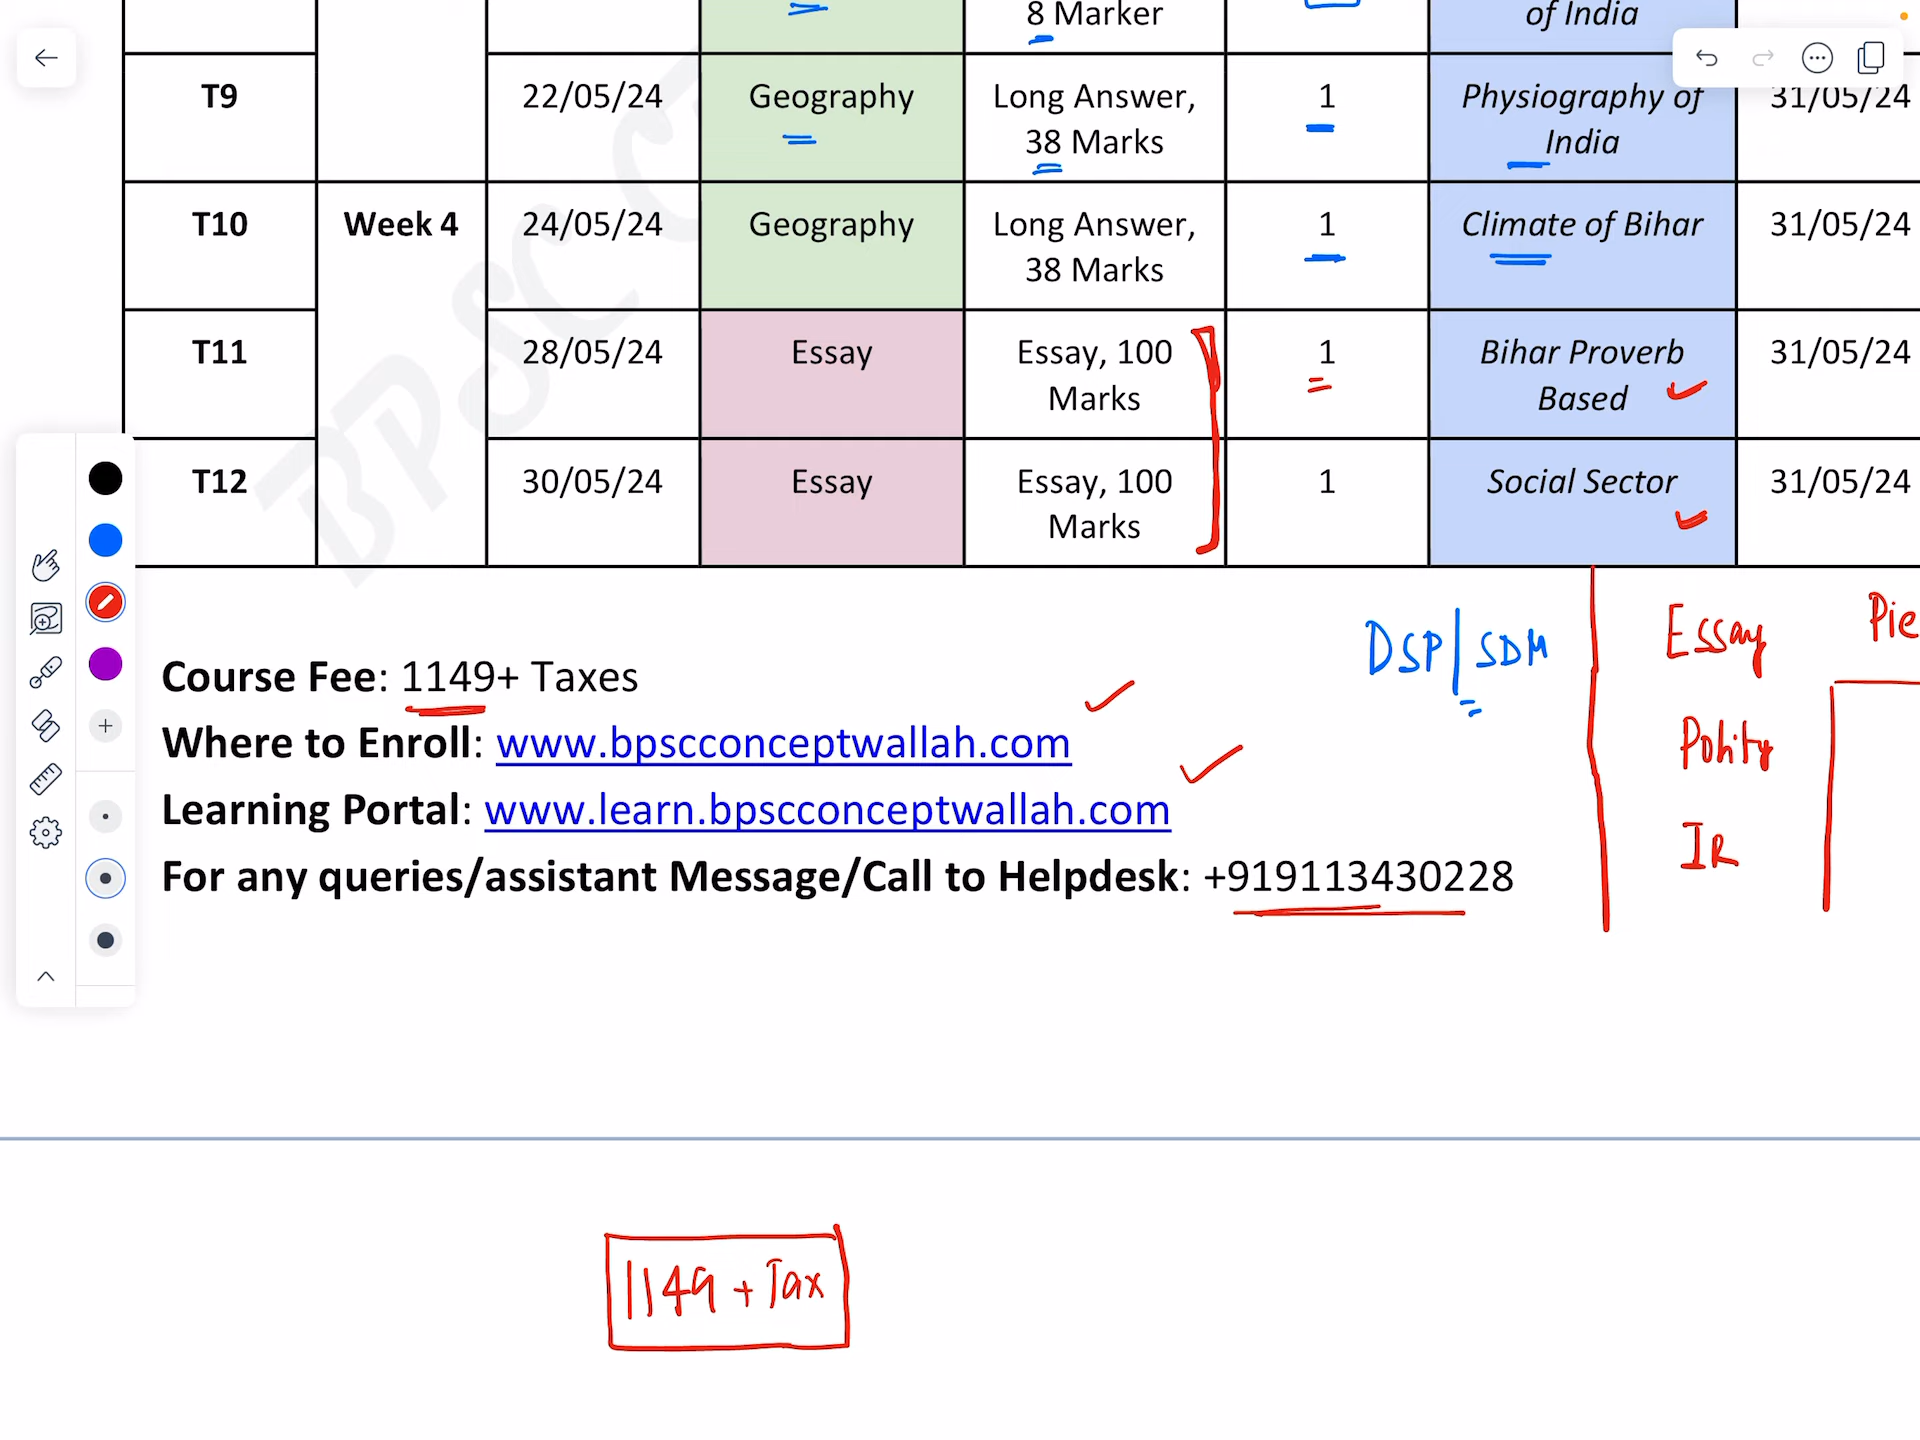 8 Marker
of India
T9
22/05/24
Geography
Long Answer,
38 Marks
1
Physiography of
India
31/05/24
T10
Week 4
24/05/24
Geography
Long Answer,
38 Marks
1
Climate of Bihar
31/05/24
T11
28/05/24
Essay
Essay, 100
Marks
1
Bihar Proverb
Based
31/05/24
T12
30/05/24
Essay
Essay, 100
Marks
1
Social Sector
31/05/24
BPSC
Course Fee: 1149+ Taxes
Where to Enroll: www.bpscconceptwallah.com
Learning Portal: www.learn.bpscconceptwallah.com
For any queries/assistant Message/Call to Helpdesk: +919113430228
DSP/SDM
Essay
Pie
Polity
IR
1149 + Tax